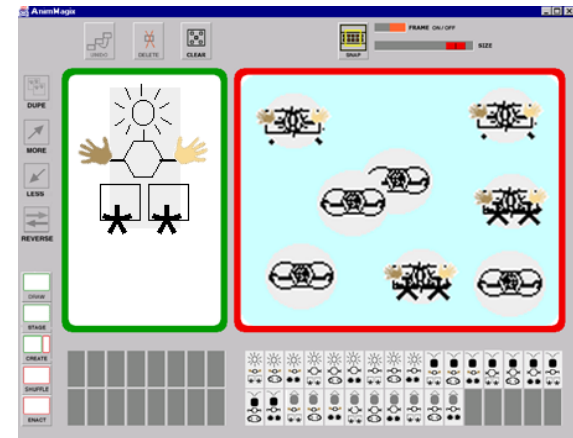 AnimMagix
UNDO
DELETE
CLEAR
SNAP
FRAME ON/OFF
SIZE
DUPE
MORE
LESS
REVERSE
DRAW
STAGE
CREATE
SHUFFLE
ENACT